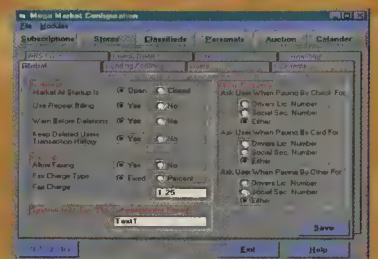 Mega Market Configuration
File Modules
Subscriptions Stores Classifieds Personals Auction Calander
General
Market At Startup Is Open Closed
Use Repeat Billing Yes No
Warn Before Deletions Yes No
Keep Deleted Users Transaction History Yes No
Allow Faxing Yes No
Fax Charge Type Fixed Percent
Fax Charge 1.25
Text1
Ask User When Paying By Check For
Drivers Lic. Number
Social Sec. Number
Either
Ask User When Paying By Card For
Drivers Lic. Number
Social Sec. Number
Either
Ask User When Paying By Other For
Drivers Lic. Number
Social Sec. Number
Either
Save
Exit Help